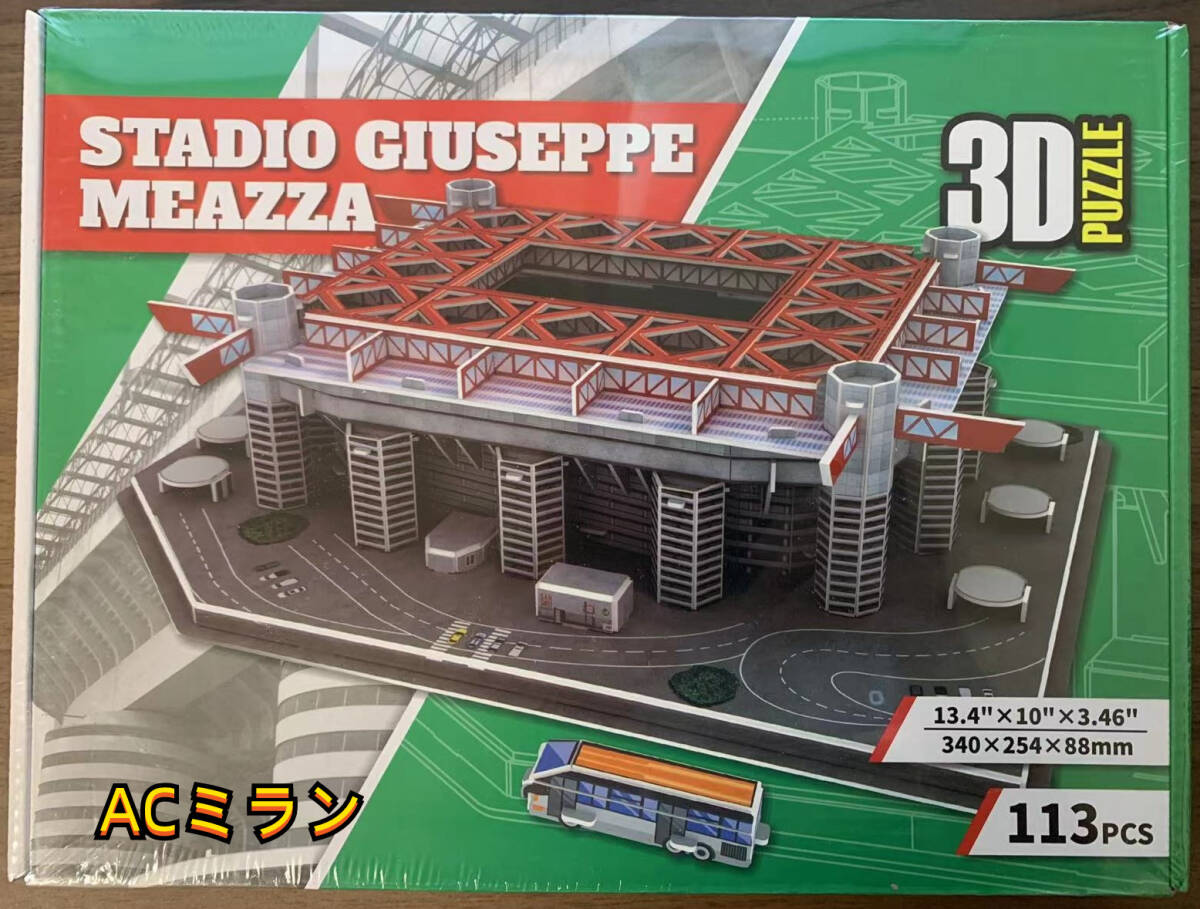 STADIO GIUSEPPE
MEAZZA
3D
PUZZLE
13.4"×10"×3.46"
340×254×88mm
113PCS
ACミラン